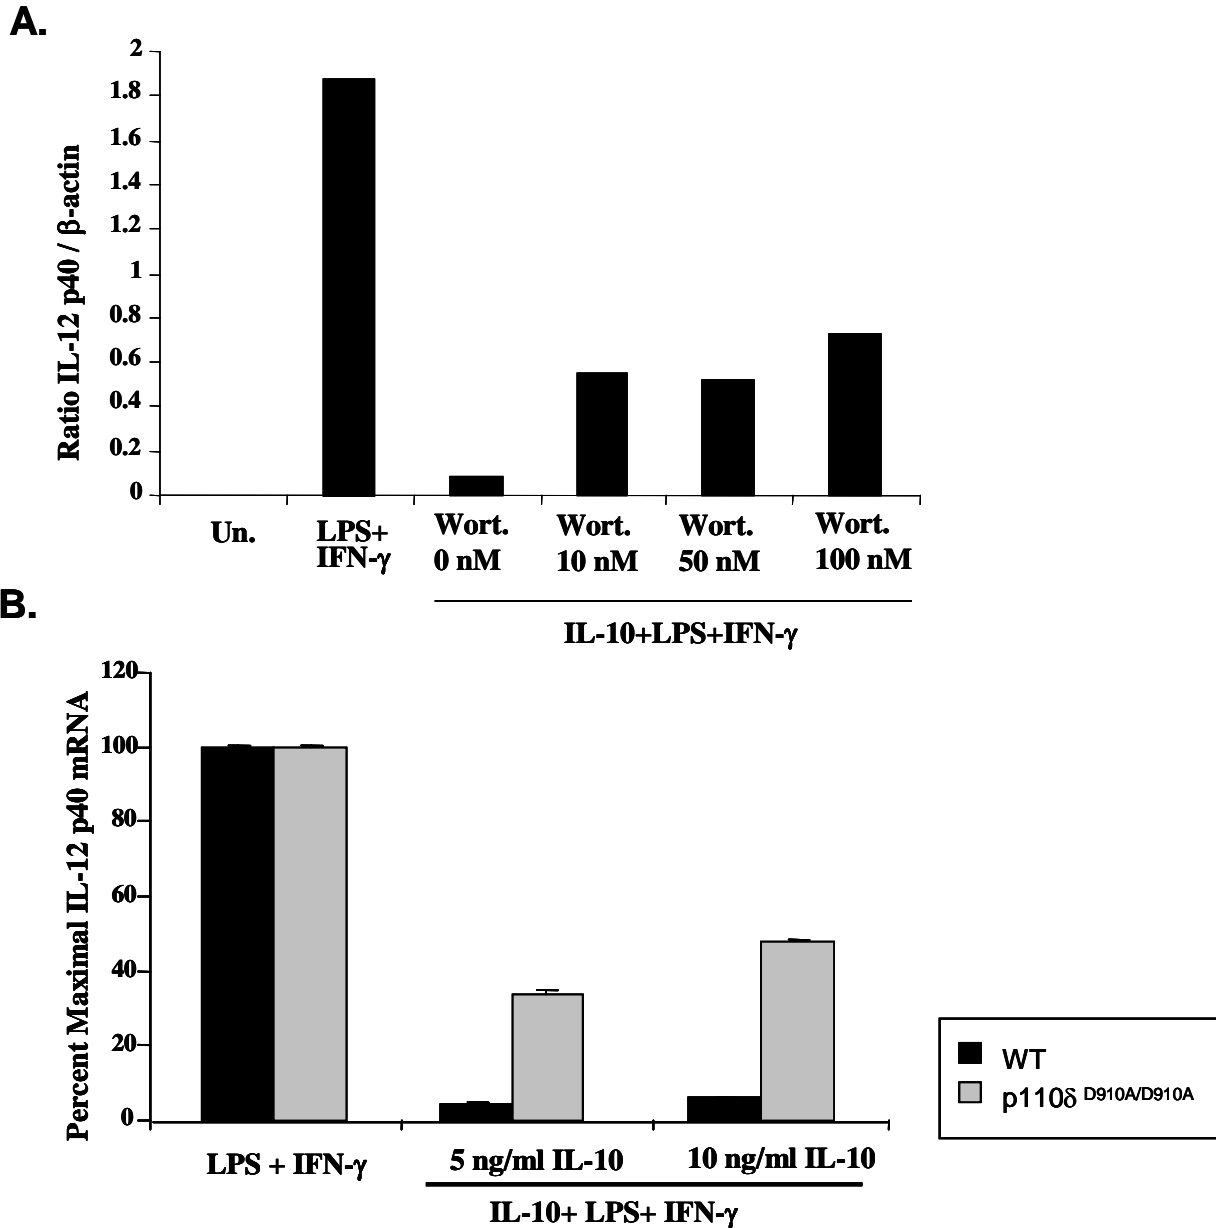 A.
Ratio IL-12 p40 / β-actin
2
1.8
1.6
1.4
1.2
1
0.8
0.6
0.4
0.2
0
Un.
LPS+
IFN-γ
Wort.
0 nM
Wort.
10 nM
Wort.
50 nM
Wort.
100 nM
IL-10+LPS+IFN-γ
B.
Percent Maximal IL-12 p40 mRNA
120
100
80
60
40
20
0
LPS + IFN-γ
5 ng/ml IL-10
10 ng/ml IL-10
IL-10+ LPS+ IFN-γ
WT
p110δ D910A/D910A